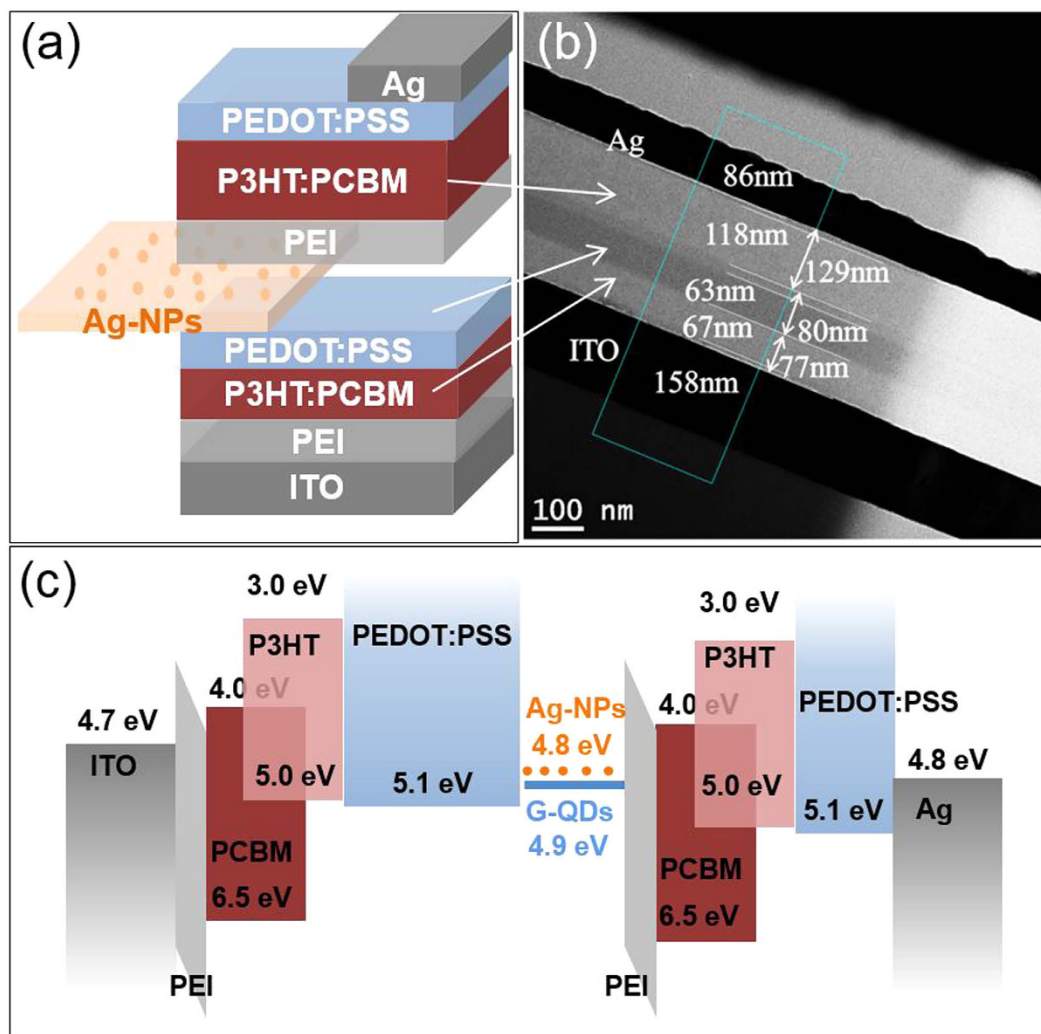 (a)
Ag
PEDOT:PSS
P3HT:PCBM
PEI
Ag-NPs
PEDOT:PSS
P3HT:PCBM
PEI
ITO
(b)
Ag
86nm
118nm
129nm
63nm
80nm
67nm
77nm
ITO
158nm
100 nm
(c)
4.7 eV
ITO
PEI
4.0 eV
PCBM
6.5 eV
3.0 eV
P3HT
5.0 eV
PEDOT:PSS
5.1 eV
Ag-NPs
4.8 eV
G-QDs
4.9 eV
PEI
4.0 eV
PCBM
6.5 eV
3.0 eV
P3HT
5.0 eV
PEDOT:PSS
5.1 eV
4.8 eV
Ag